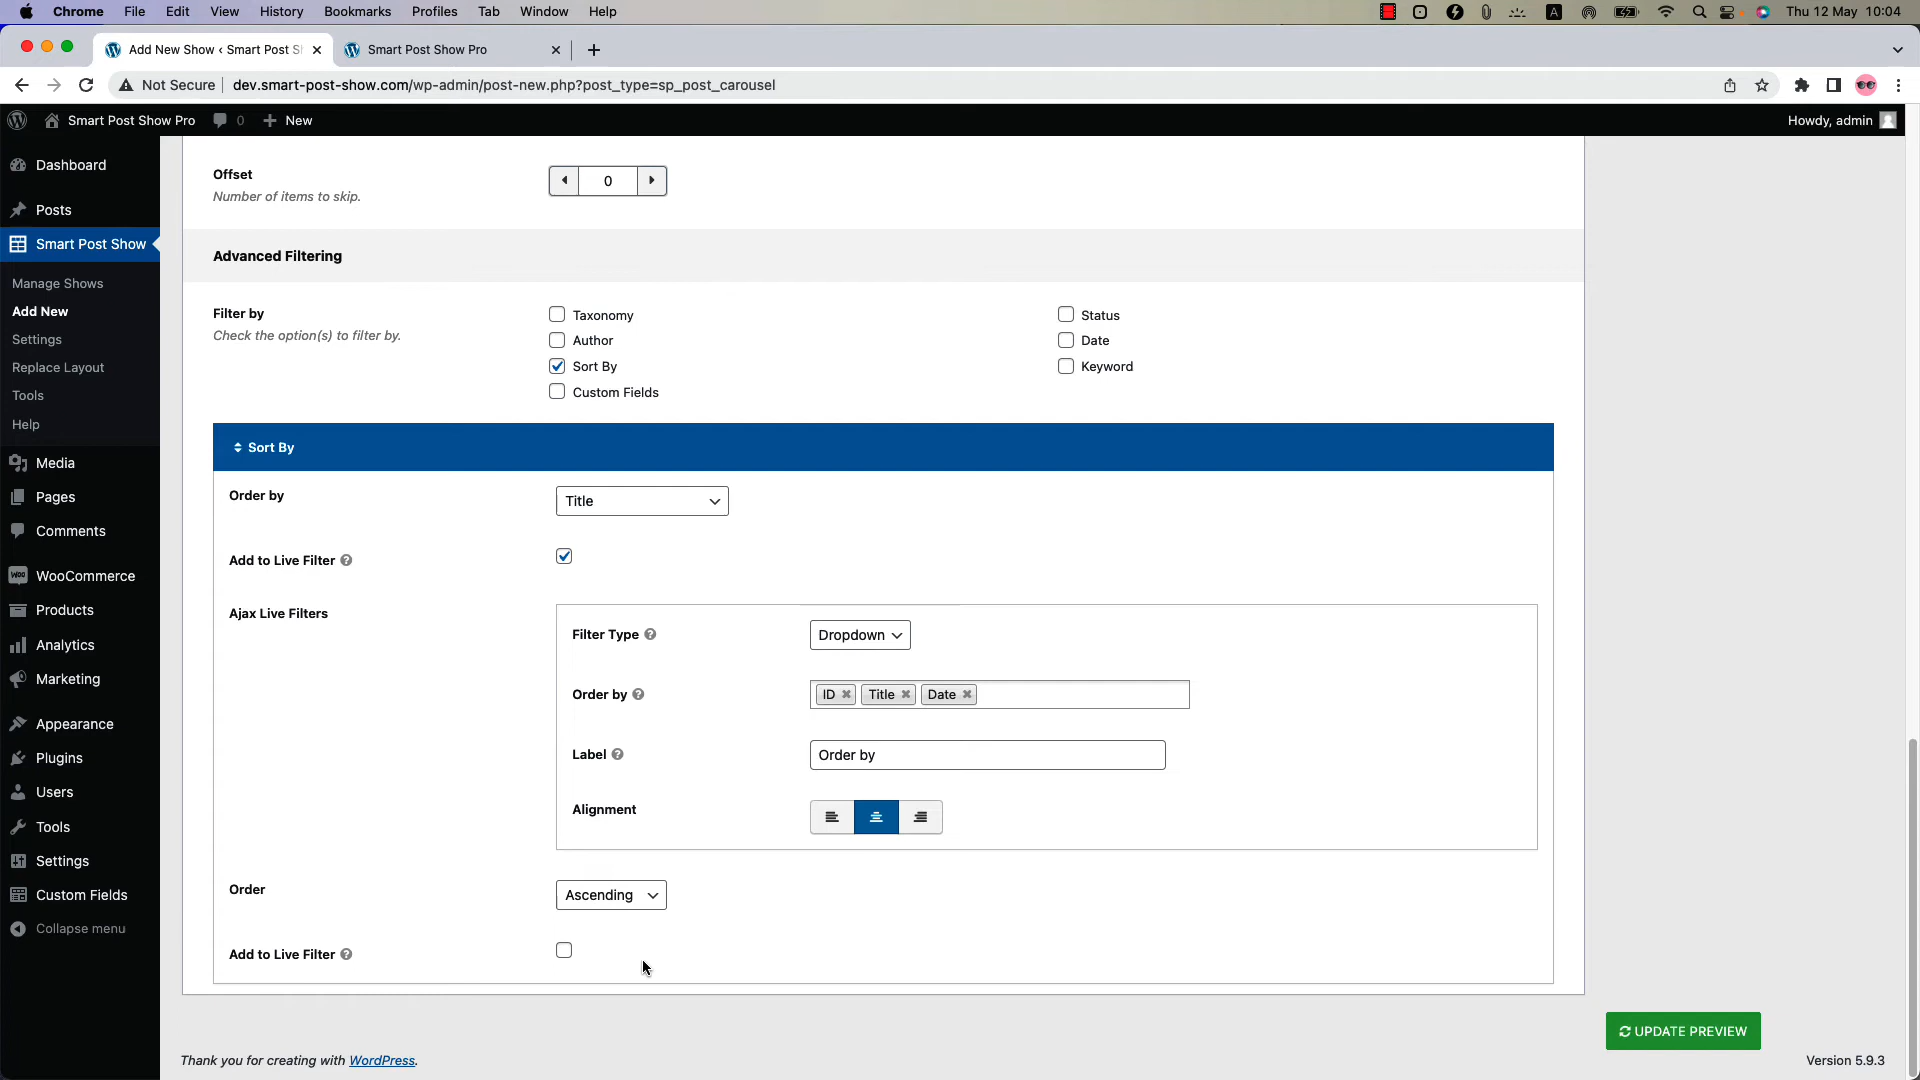 Chrome File Edit View History Bookmarks Profiles Tab Window Help A Thu 12 May 10:04
Add New Show ‹ Smart Post S Smart Post Show Pro
Not Secure dev.smart-post-show.com/wp-admin/post-new.php?post_type=sp_post_carousel
Smart Post Show Pro 0 New Howdy, admin
Dashboard
Posts
Smart Post Show
Manage Shows
Add New
Settings
Replace Layout
Tools
Help
Media
Pages
Comments
Woo WooCommerce
Products
Analytics
Marketing
Appearance
Plugins
Users
Tools
Settings
Custom Fields
Collapse menu
Offset
Number of items to skip.
0
Advanced Filtering
Filter by
Check the option(s) to filter by.
Taxonomy Status
Author Date
Sort By Keyword
Custom Fields
Sort By
Order by Title
Add to Live Filter ?
Ajax Live Filters
Filter Type ? Dropdown
Order by ? ID Title Date
Label ? Order by
Alignment
Order Ascending
Add to Live Filter ?
UPDATE PREVIEW
Thank you for creating with WordPress. Version 5.9.3